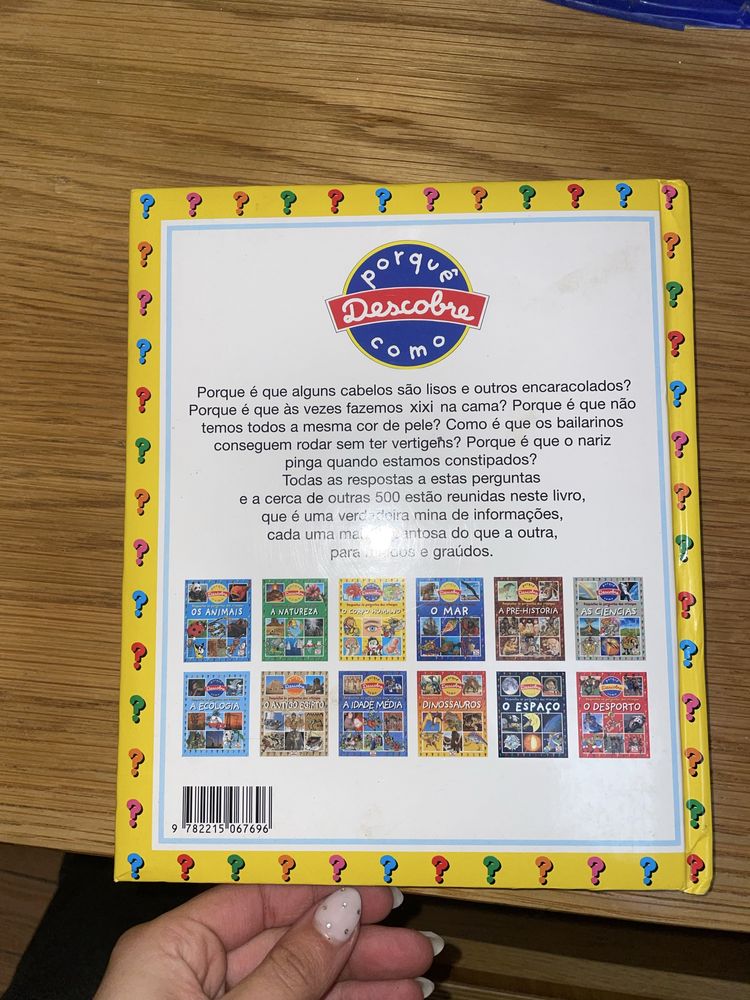 porquê
Descobre
como
Porque é que alguns cabelos são lisos e outros encaracolados?
Porque é que às vezes fazemos xixi na cama? Porque é que não
temos todos a mesma cor de pele? Como é que os bailarinos
conseguem rodar sem ter vertigens? Porque é que o nariz
pinga quando estamos constipados?
Todas as respostas a estas perguntas
e a cerca de outras 500 estão reunidas neste livro,
que é uma verdadeira mina de informações,
cada uma do que a outra,
para e graúdos.
OS ANIMAIS
A NATUREZA
O CORPO HUMANO
O MAR
A PRÉ-HISTÓRIA
AS CIÊNCIAS
A ECOLOGIA
O ANTIGO EGIPTO
A IDADE MÉDIA
DINOSSAUROS
O ESPAÇO
O DESPORTO
9 782215 067696